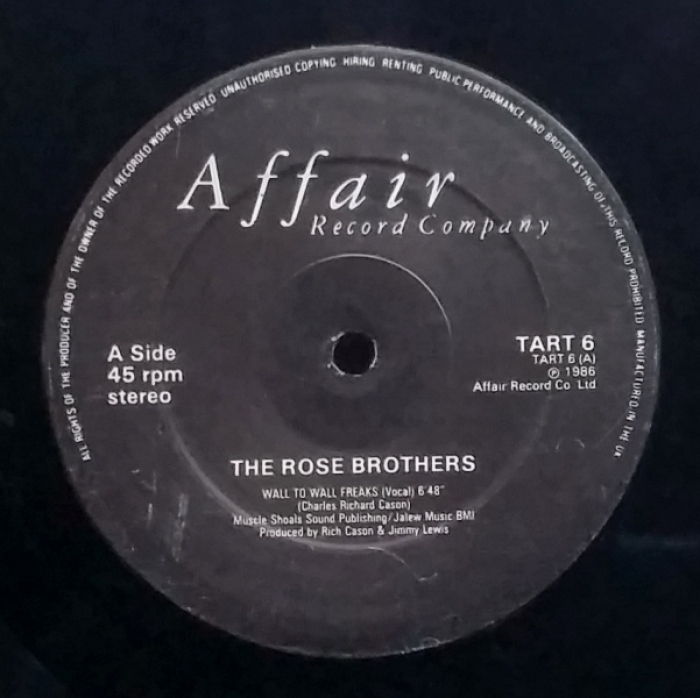 ALL RIGHTS OF THE PRODUCER AND OF THE OWNER OF THE RECORDED WORK RESERVED UNAUTHORISED COPYING HIRING RENTING PUBLIC PERFORMANCE AND BROADCASTING OF THIS RECORD PROHIBITED MANUFACTURED IN THE UK
Affair
Record Company
A Side
45 rpm
stereo
TART 6
TART 6 (A)
℗ 1986
Affair Record Co Ltd
THE ROSE BROTHERS
WALL TO WALL FREAKS (Vocal) 6'48"
(Charles Richard Cason)
Muscle Shoals Sound Publishing/Jalew Music BMI
Produced by Rich Cason & Jimmy Lewis